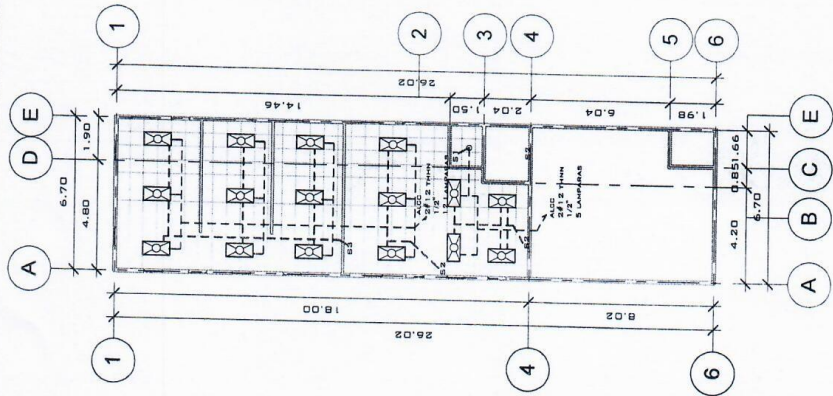 1
2
3
4
5
6
26.02
14.46
1.50
2.04
6.04
1.98
E
D
A
6.70
1.90
4.80
S1
S2
S3
S2
S2
2#12 THHN
1/2"
LAMPARAS
2#12 THHN
1/2"
5 LAMPARAS
18.00
8.02
26.02
1
4
6
0.85
1.66
4.20
6.70
E
C
B
A